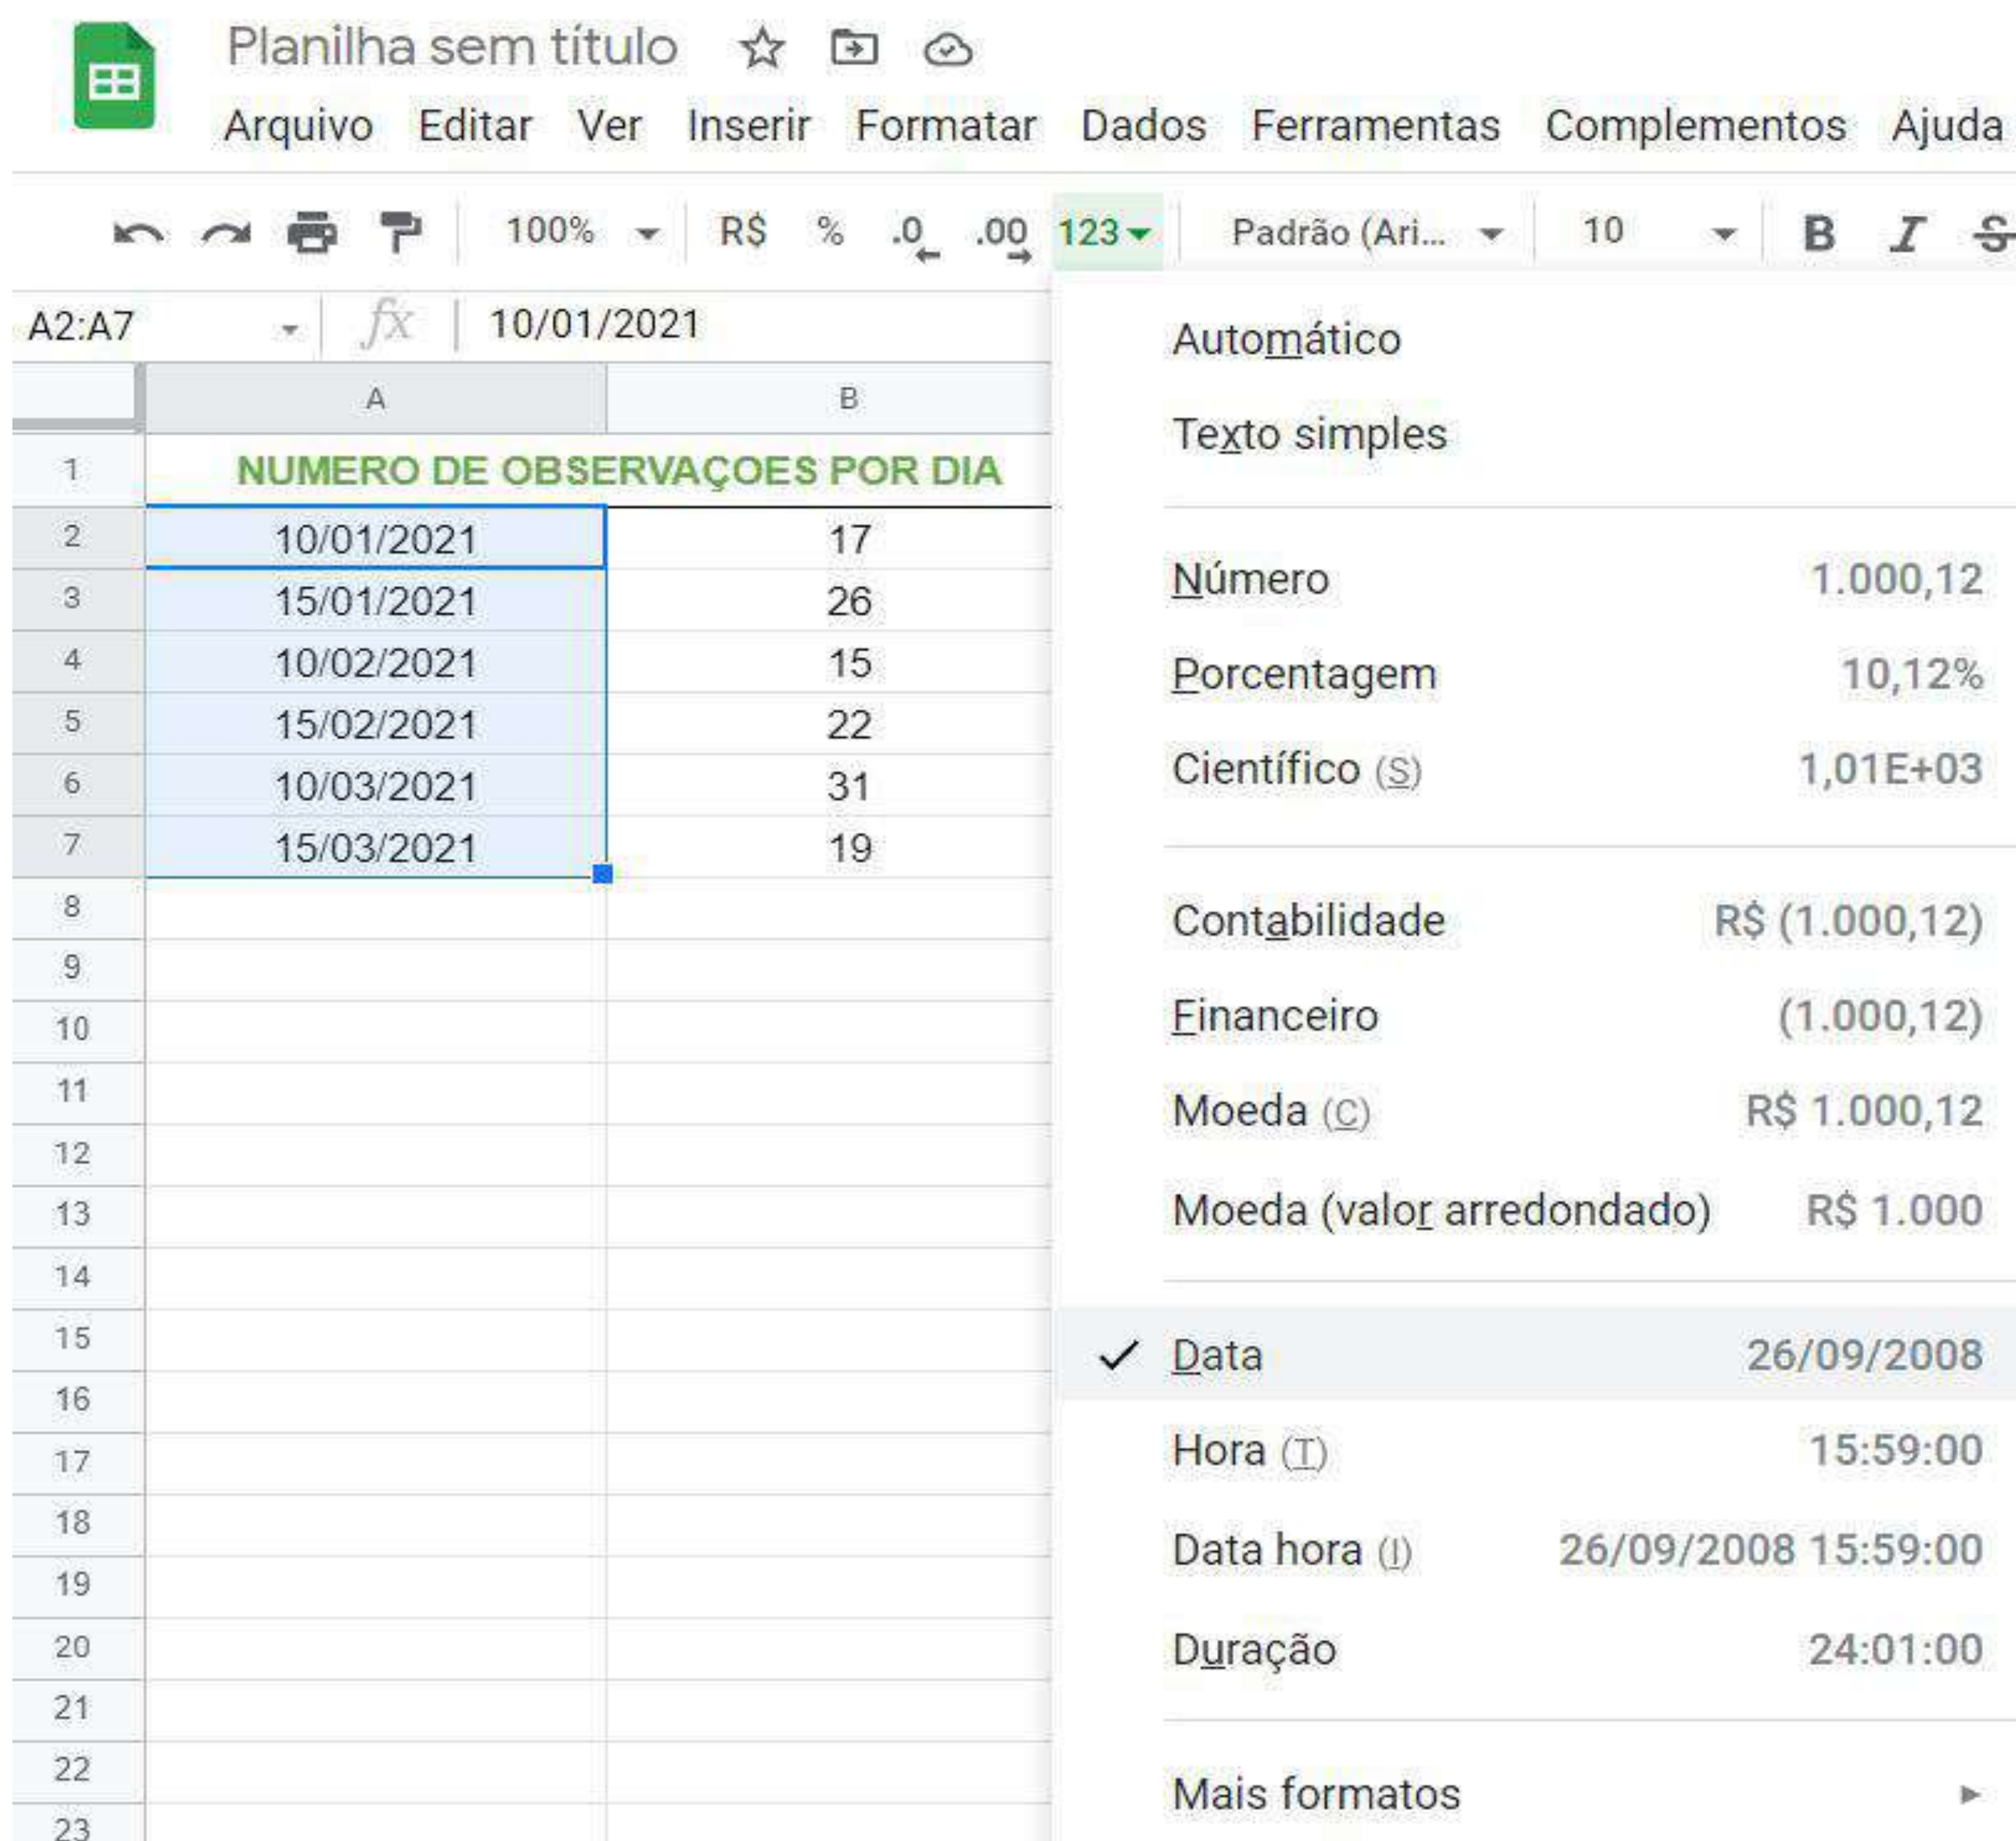 Planilha sem título
Arquivo Editar Ver Inserir Formatar Dados Ferramentas Complementos Ajuda
100% R$ % .0 .00 123 Padrão (Ari... 10 B I S
A2:A7 fx 10/01/2021
A B
1 NUMERO DE OBSERVAÇOES POR DIA
2 10/01/2021 17
3 15/01/2021 26
4 10/02/2021 15
5 15/02/2021 22
6 10/03/2021 31
7 15/03/2021 19
8
9
10
11
12
13
14
15
16
17
18
19
20
21
22
23
Automático
Texto simples
Número 1.000,12
Porcentagem 10,12%
Científico (S) 1,01E+03
Contabilidade R$ (1.000,12)
Financeiro (1.000,12)
Moeda (C) R$ 1.000,12
Moeda (valor arredondado) R$ 1.000
Data 26/09/2008
Hora (T) 15:59:00
Data hora (I) 26/09/2008 15:59:00
Duração 24:01:00
Mais formatos